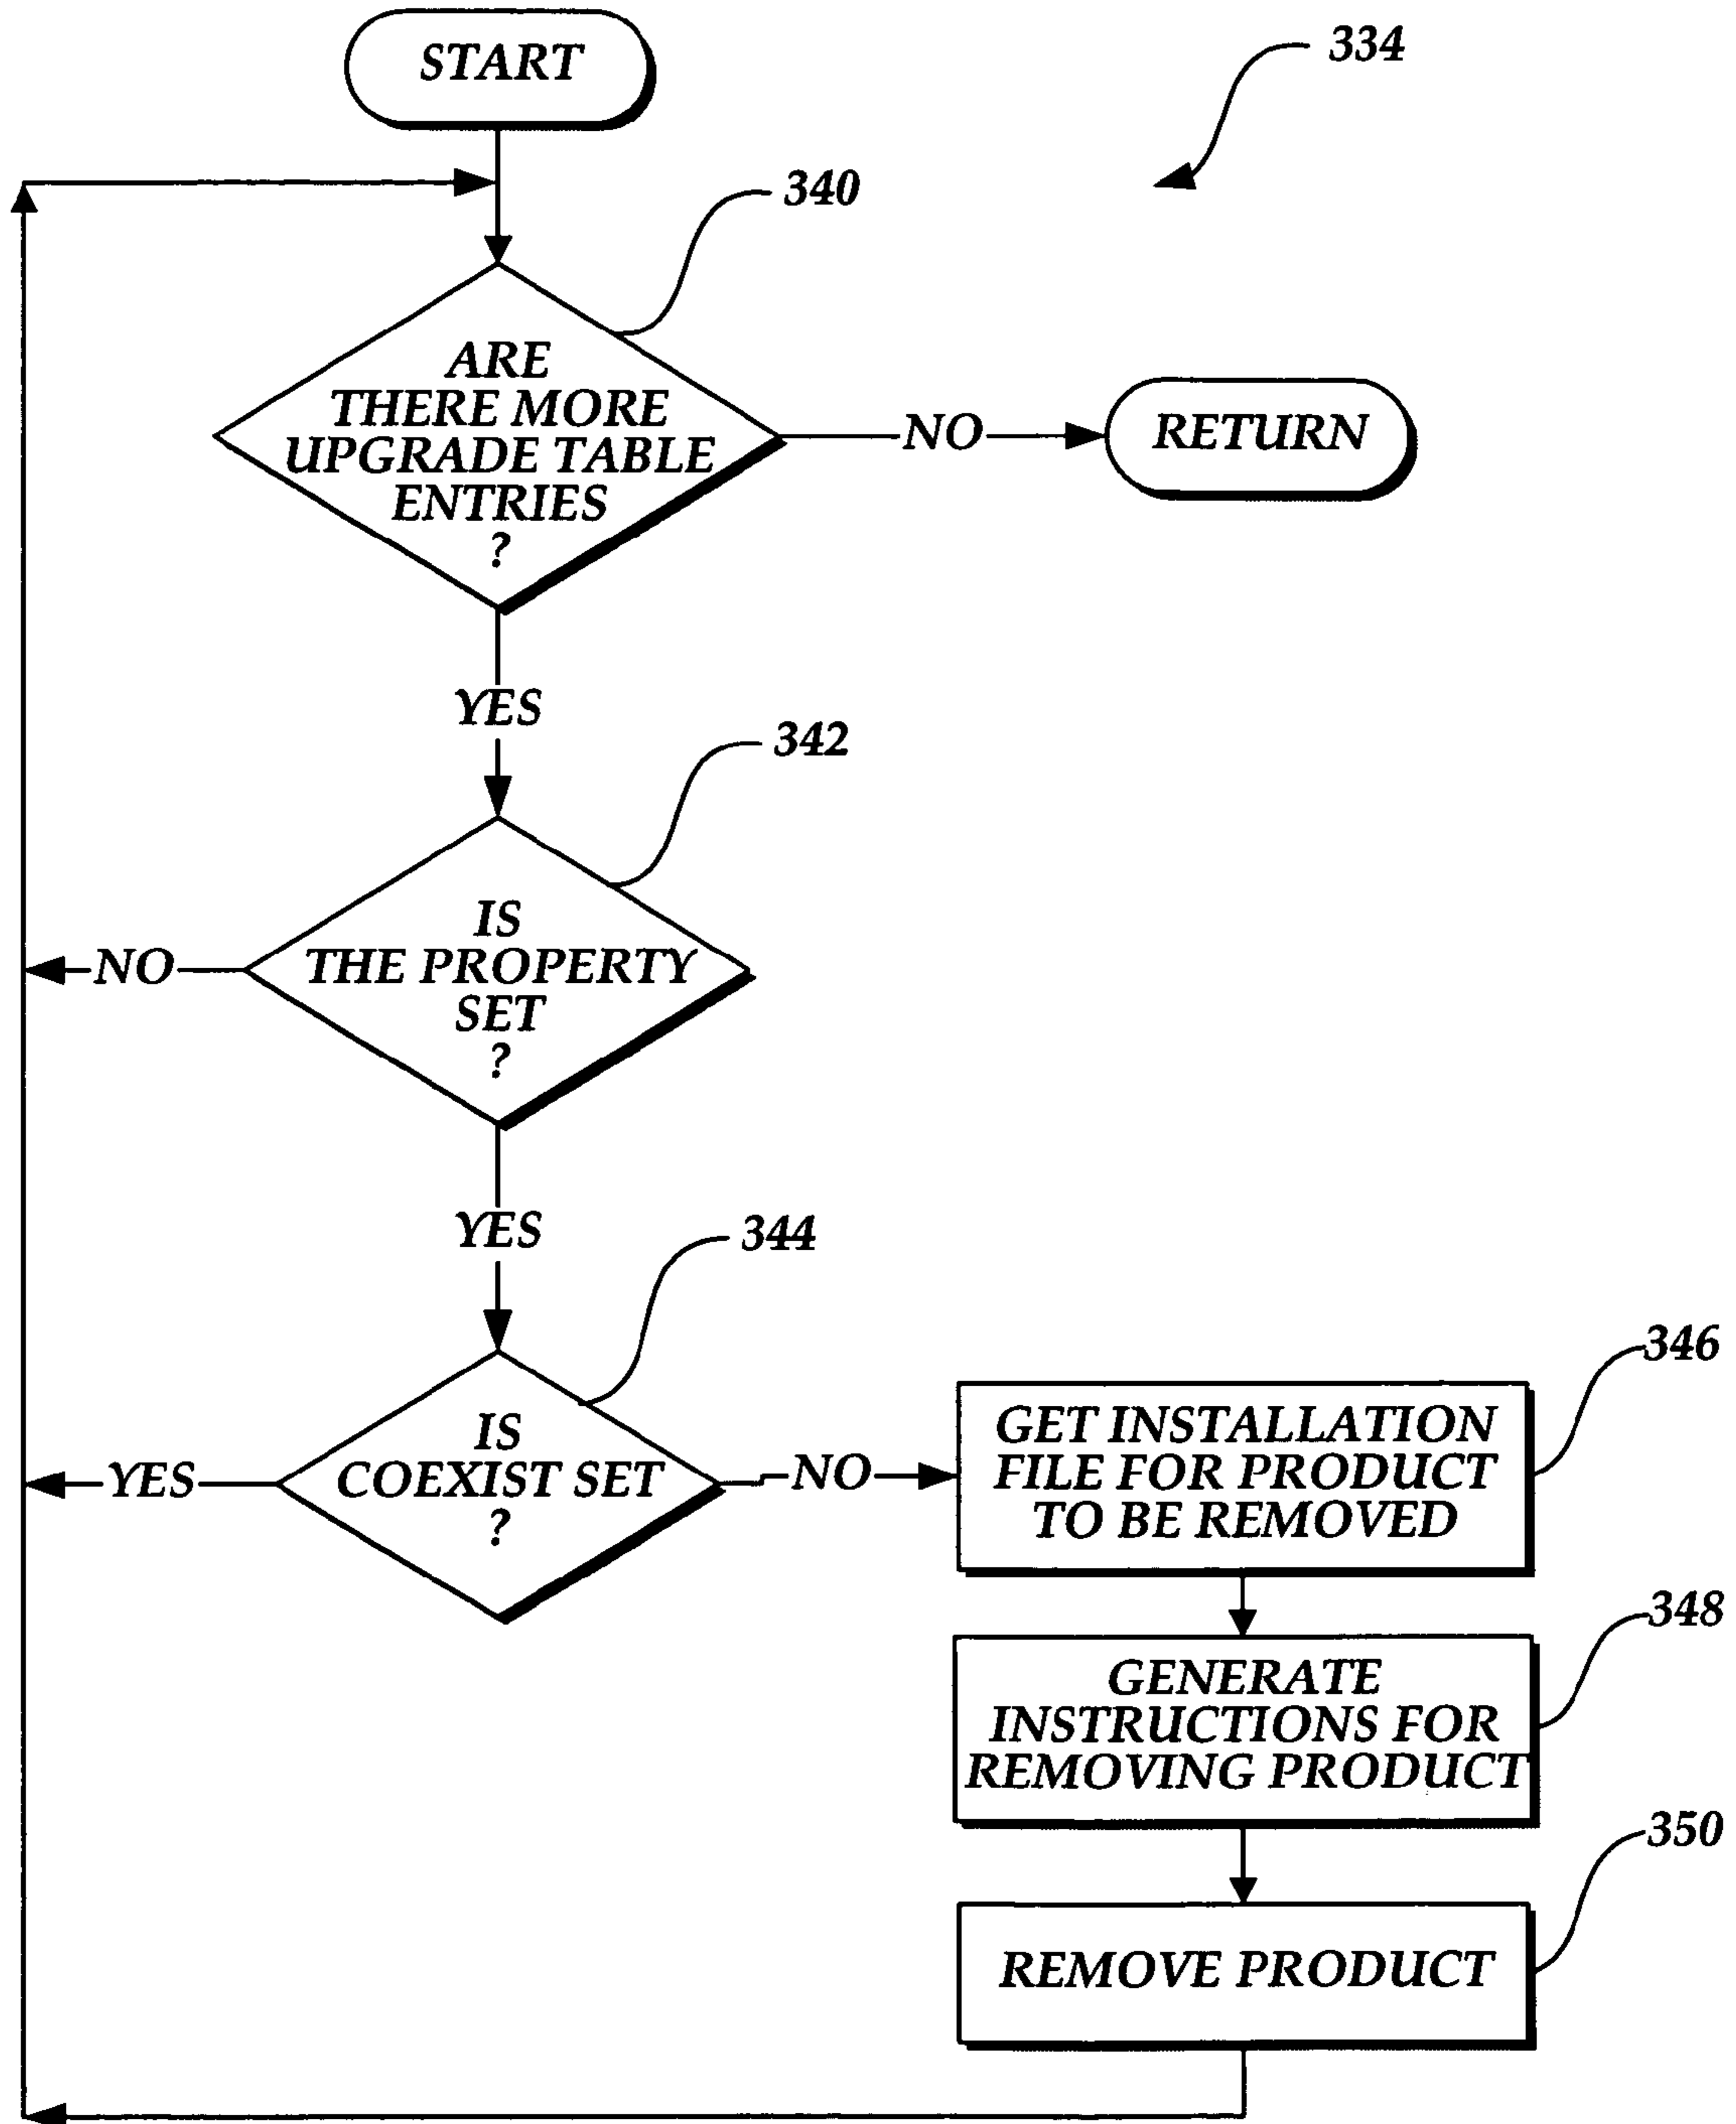 START
334
340
ARE
THERE MORE
UPGRADE TABLE
ENTRIES
?
NO
RETURN
YES
342
IS
THE PROPERTY
SET
?
NO
YES
344
IS
COEXIST SET
?
YES
NO
346
GET INSTALLATION
FILE FOR PRODUCT
TO BE REMOVED
348
GENERATE
INSTRUCTIONS FOR
REMOVING PRODUCT
350
REMOVE PRODUCT